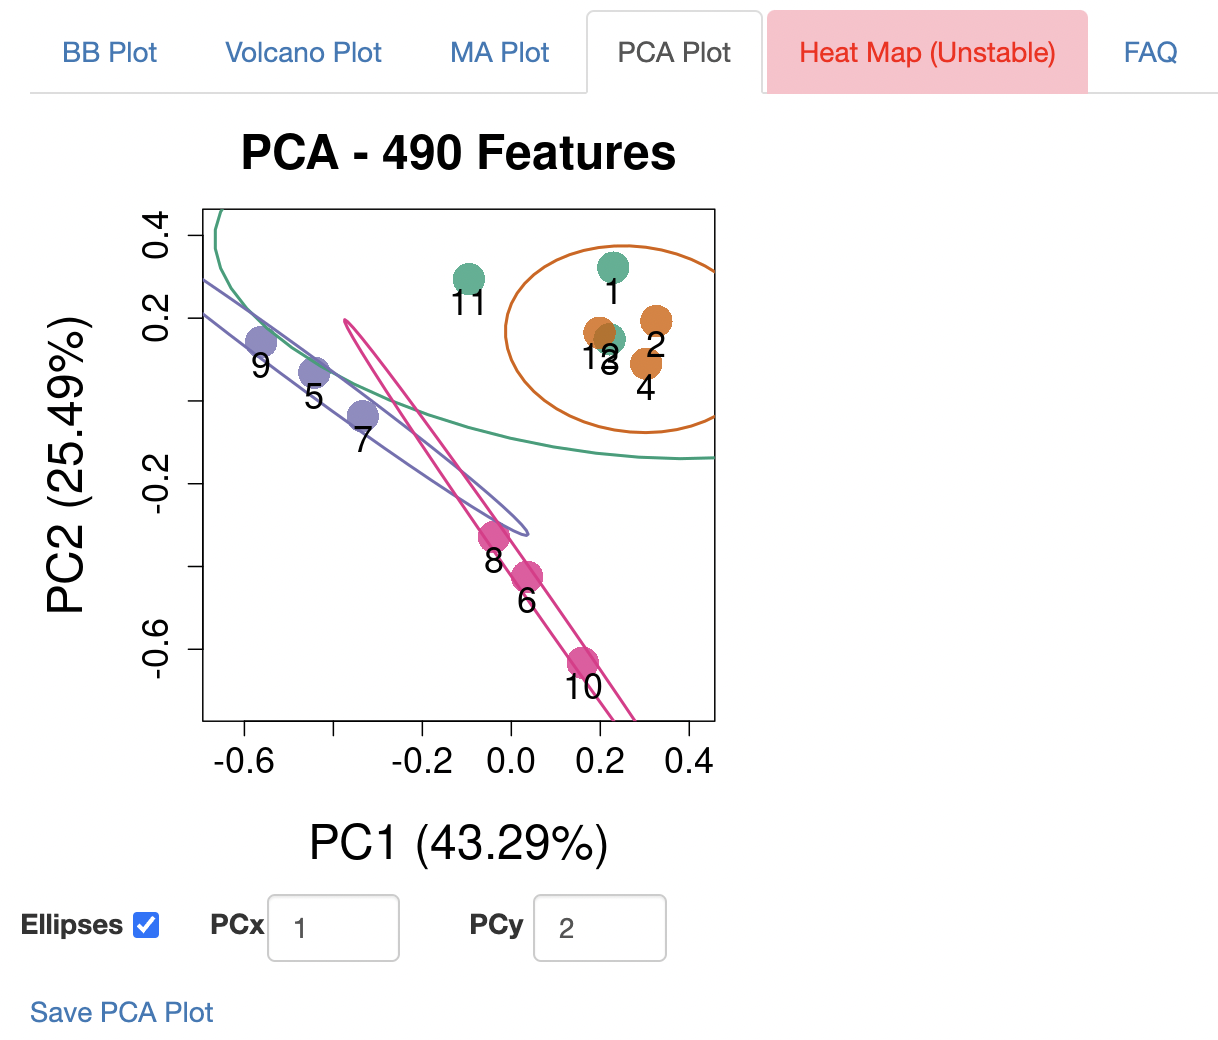 BB Plot Volcano Plot MA Plot PCA Plot Heat Map (Unstable) FAQ
PCA - 490 Features
0.4
0.2
-0.2
-0.6
PC2 (25.49%)
11
1
2
12
3
4
9
5
7
8
6
10
-0.6 -0.2 0.0 0.2 0.4
PC1 (43.29%)
Ellipses PCx 1 PCy 2
Save PCA Plot